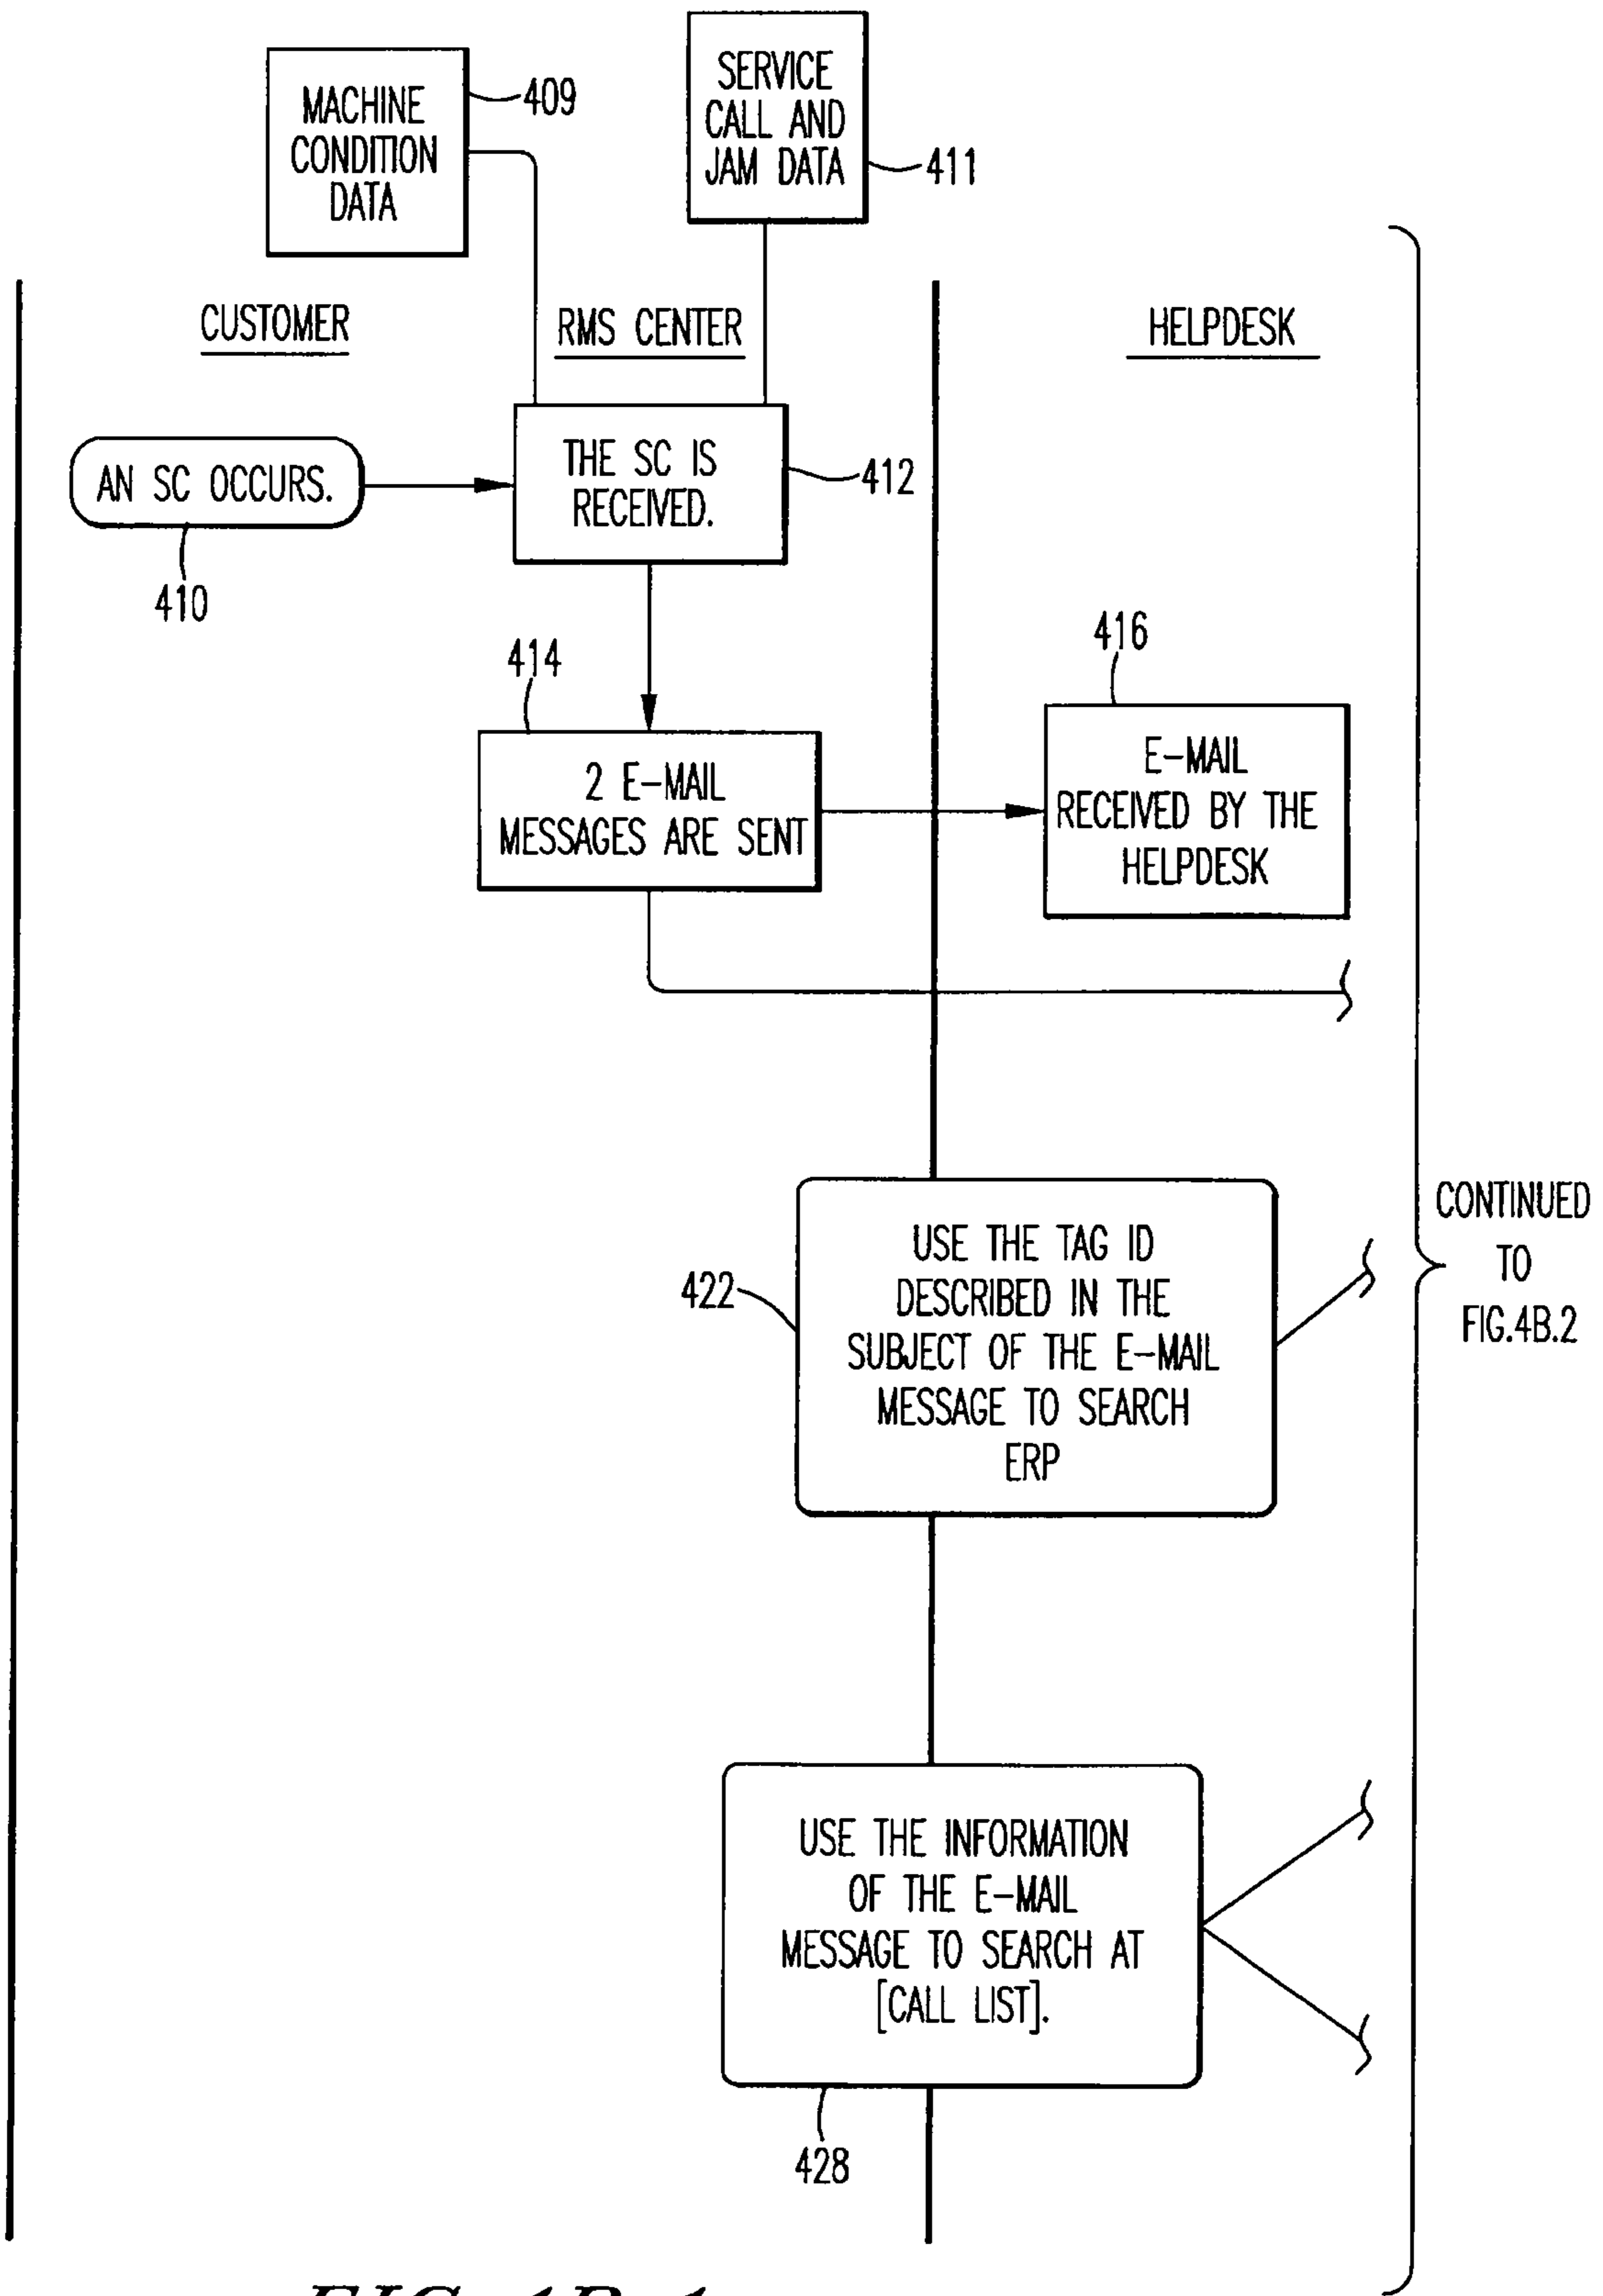 MACHINE
CONDITION
DATA
409
SERVICE
CALL AND
JAM DATA
411
CUSTOMER
RMS CENTER
HELPDESK
AN SC OCCURS.
410
THE SC IS
RECEIVED.
412
414
2 E-MAIL
MESSAGES ARE SENT
416
E-MAIL
RECEIVED BY THE
HELPDESK
422
USE THE TAG ID
DESCRIBED IN THE
SUBJECT OF THE E-MAIL
MESSAGE TO SEARCH
ERP
CONTINUED
TO
FIG.4B.2
USE THE INFORMATION
OF THE E-MAIL
MESSAGE TO SEARCH AT
[CALL LIST].
428